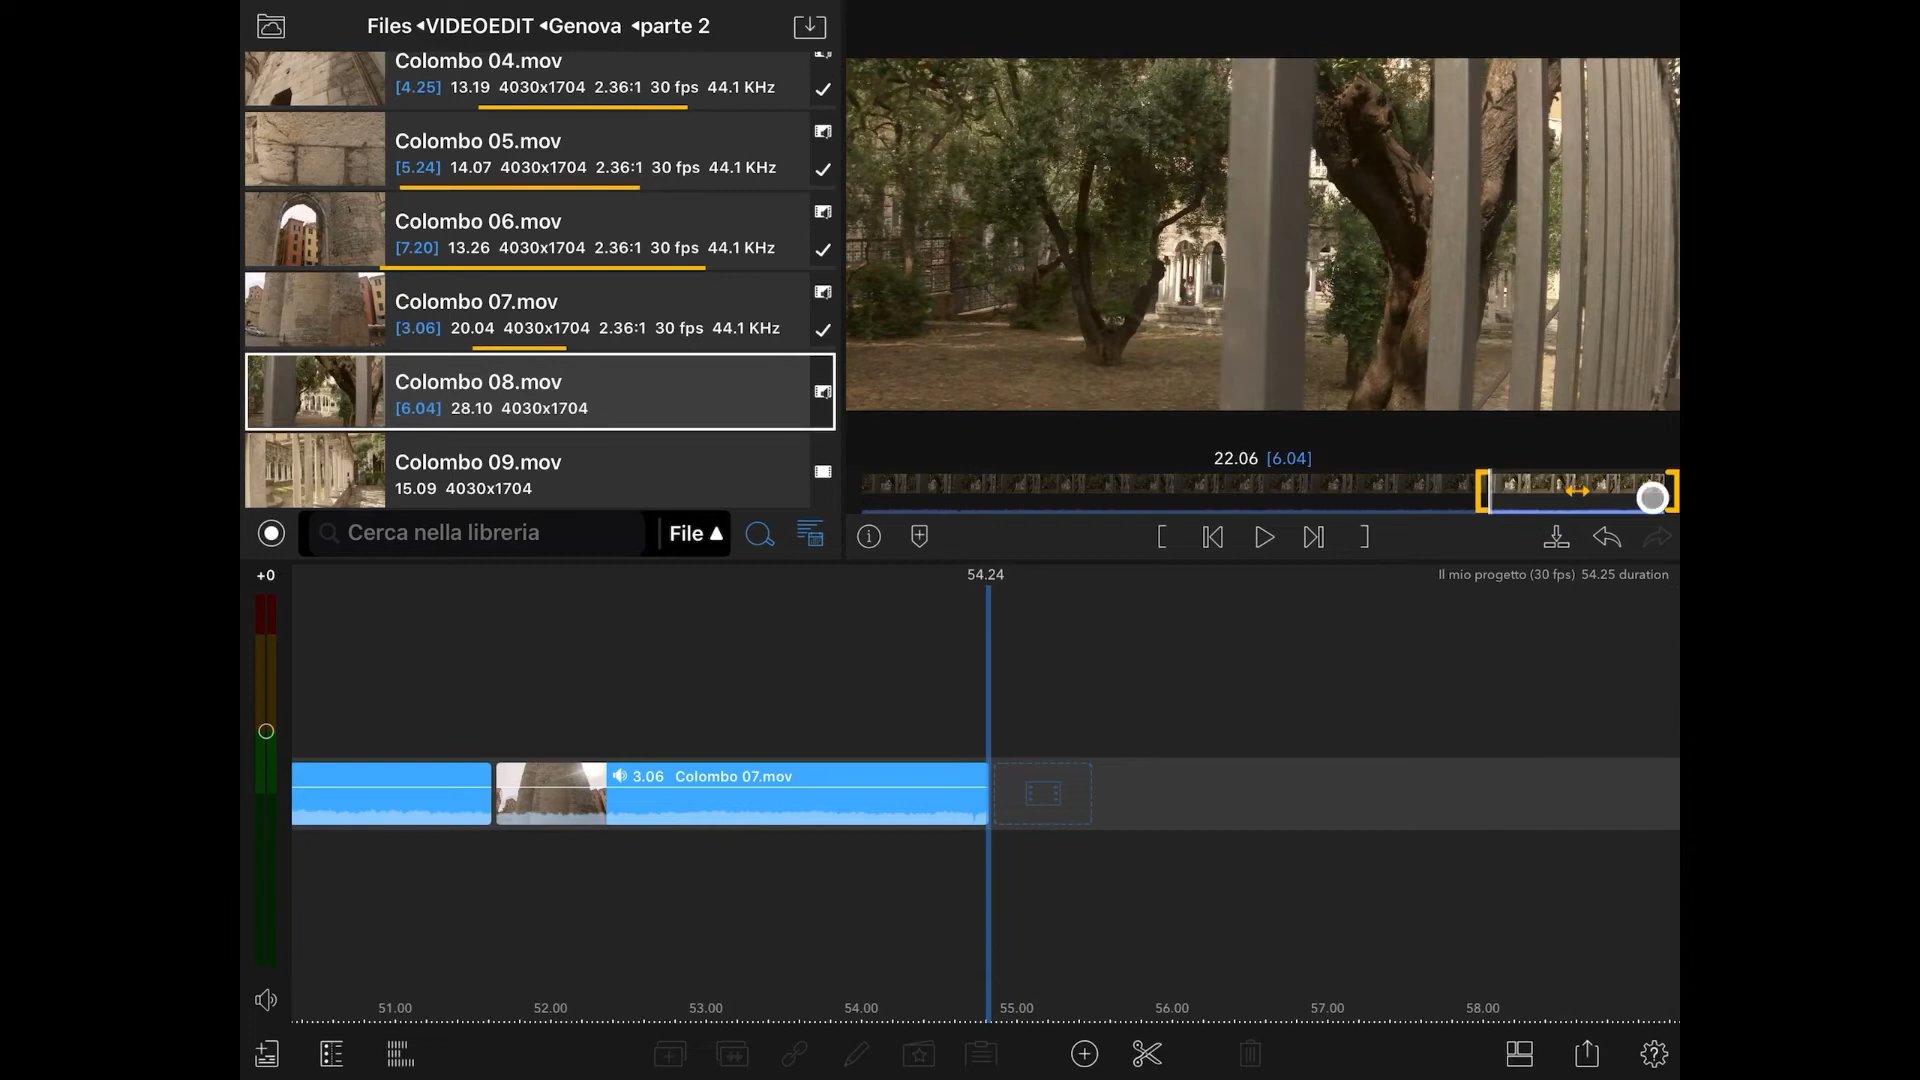 Files ◂VIDEOEDIT ◂Genova ◂parte 2
Colombo 04.mov
[4.25] 13.19 4030x1704 2.36:1 30 fps 44.1 KHz
Colombo 05.mov
[5.24] 14.07 4030x1704 2.36:1 30 fps 44.1 KHz
Colombo 06.mov
[7.20] 13.26 4030x1704 2.36:1 30 fps 44.1 KHz
Colombo 07.mov
[3.06] 20.04 4030x1704 2.36:1 30 fps 44.1 KHz
Colombo 08.mov
[6.04] 28.10 4030x1704
Colombo 09.mov
15.09 4030x1704
Cerca nella libreria
File ▲
22.06 [6.04]
+0
54.24
Il mio progetto (30 fps) 54.25 duration
3.06 Colombo 07.mov
51.00 52.00 53.00 54.00 55.00 56.00 57.00 58.00